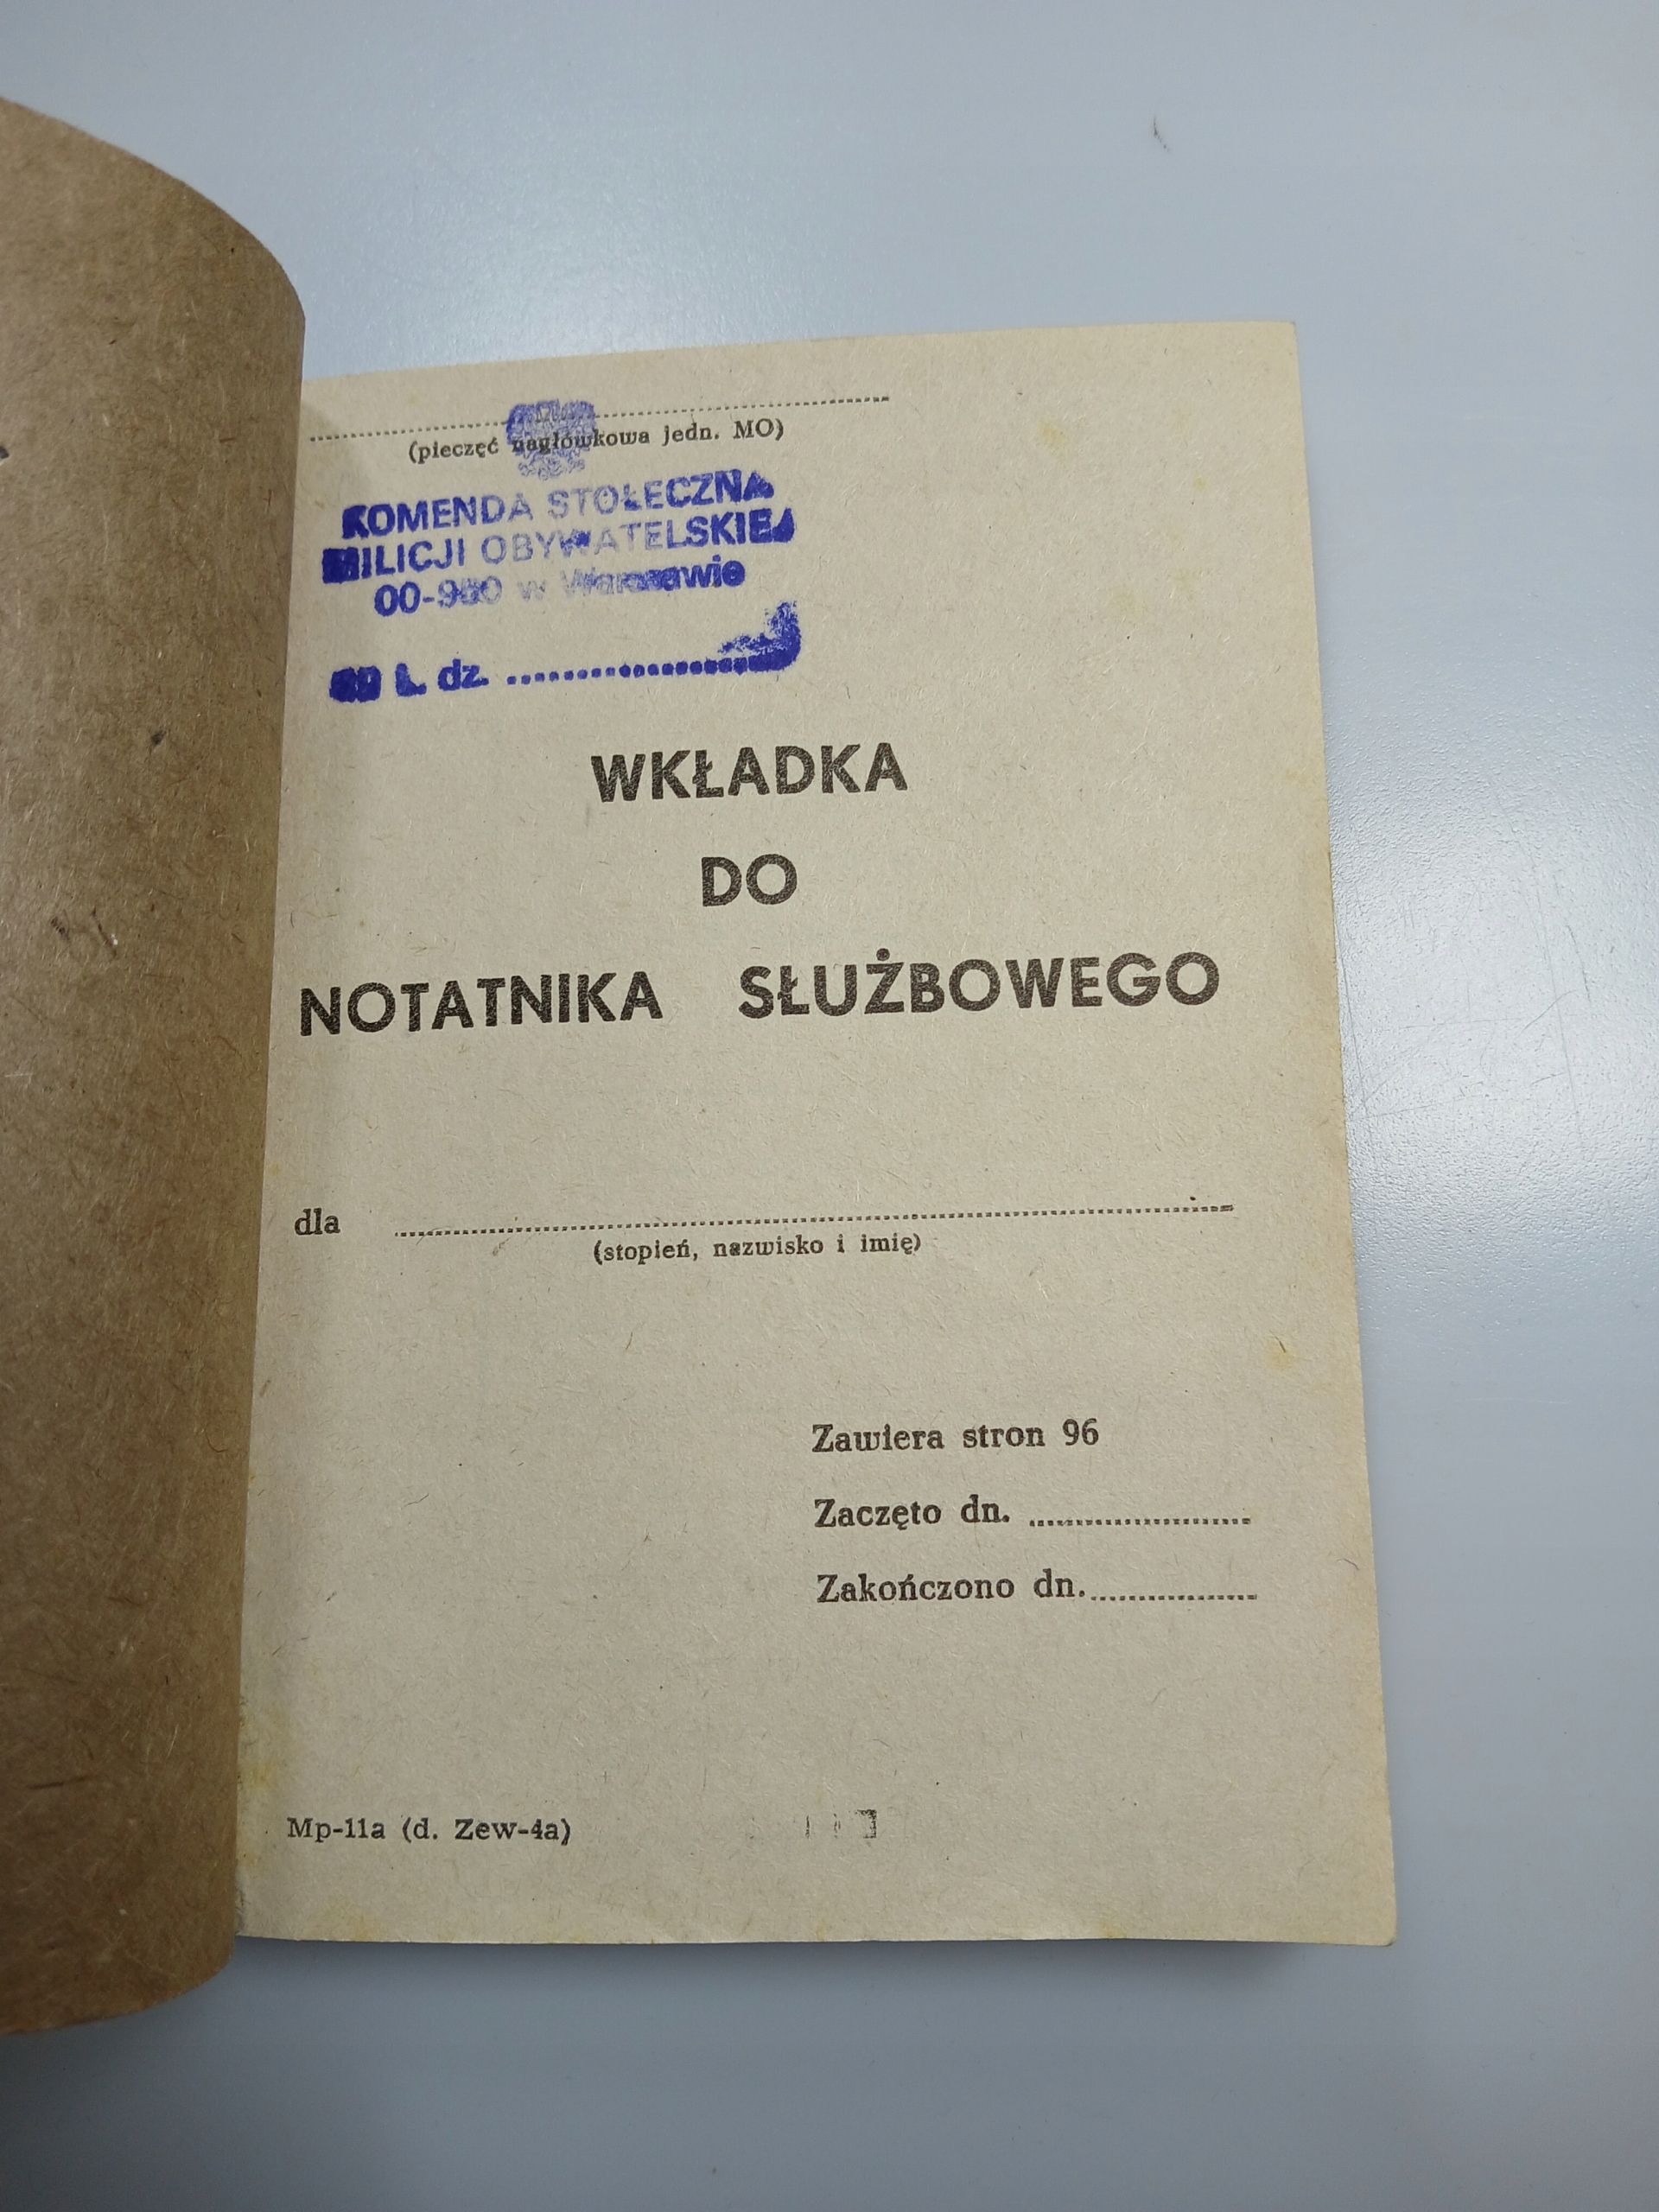 (pieczęć nagłówkowa jedn. MO)
KOMENDA STOŁECZNA
MILICJI OBYWATELSKIEJ
00-950 w Warszawie
L. dz. ....................
WKŁADKA
DO
NOTATNIKA SŁUŻBOWEGO
dla ....................
(stopień, nazwisko i imię)
Zawiera stron 96
Zaczęto dn. ....................
Zakończono dn. ....................
Mp-11a (d. Zew-4a)